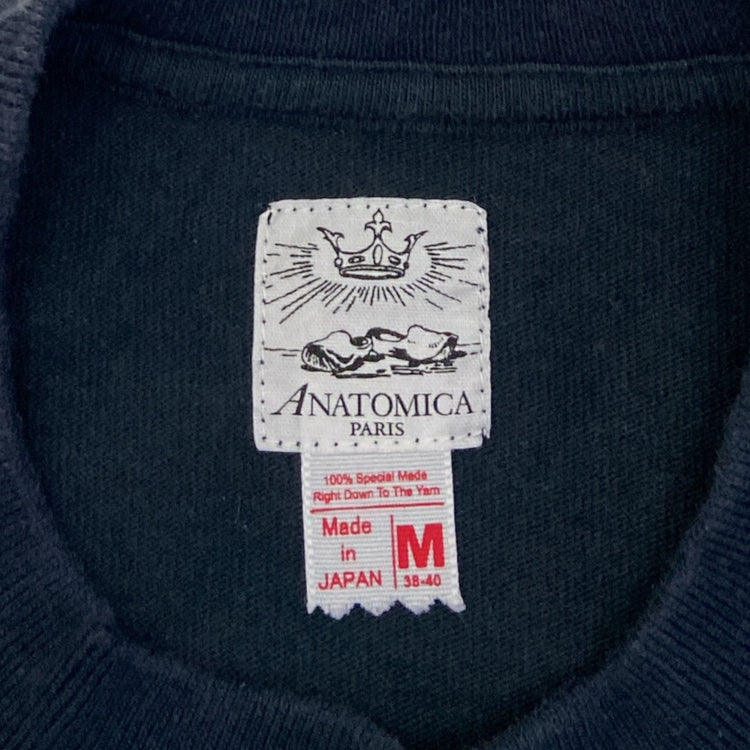 ANATOMICA
PARIS
100% Special Made
Right Down To The Yarn
Made
in
JAPAN
M
38-40